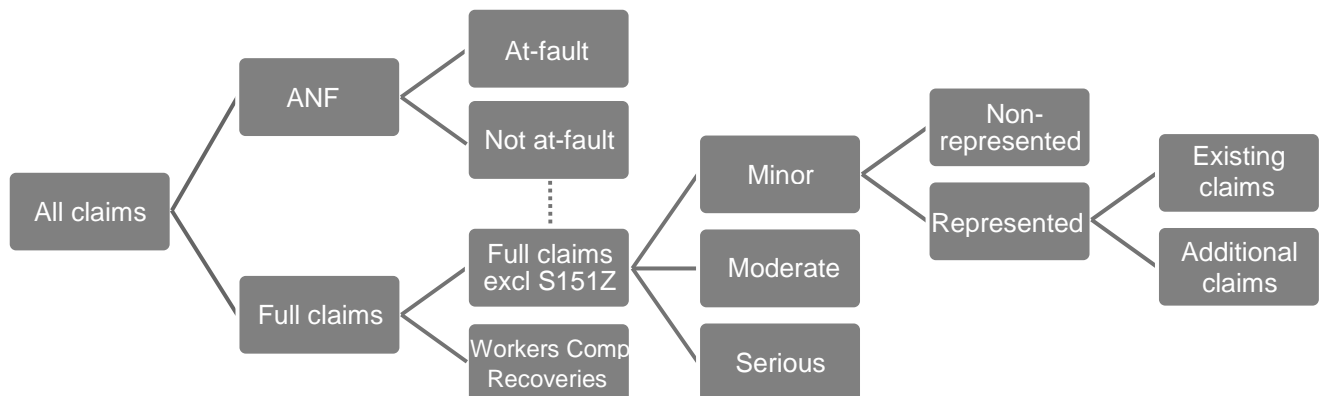 All claims
ANF
Full claims
At-fault
Not at-fault
Full claims
excl S151Z
Workers Comp
Recoveries
Minor
Moderate
Serious
Non-
represented
Represented
Existing
claims
Additional
claims